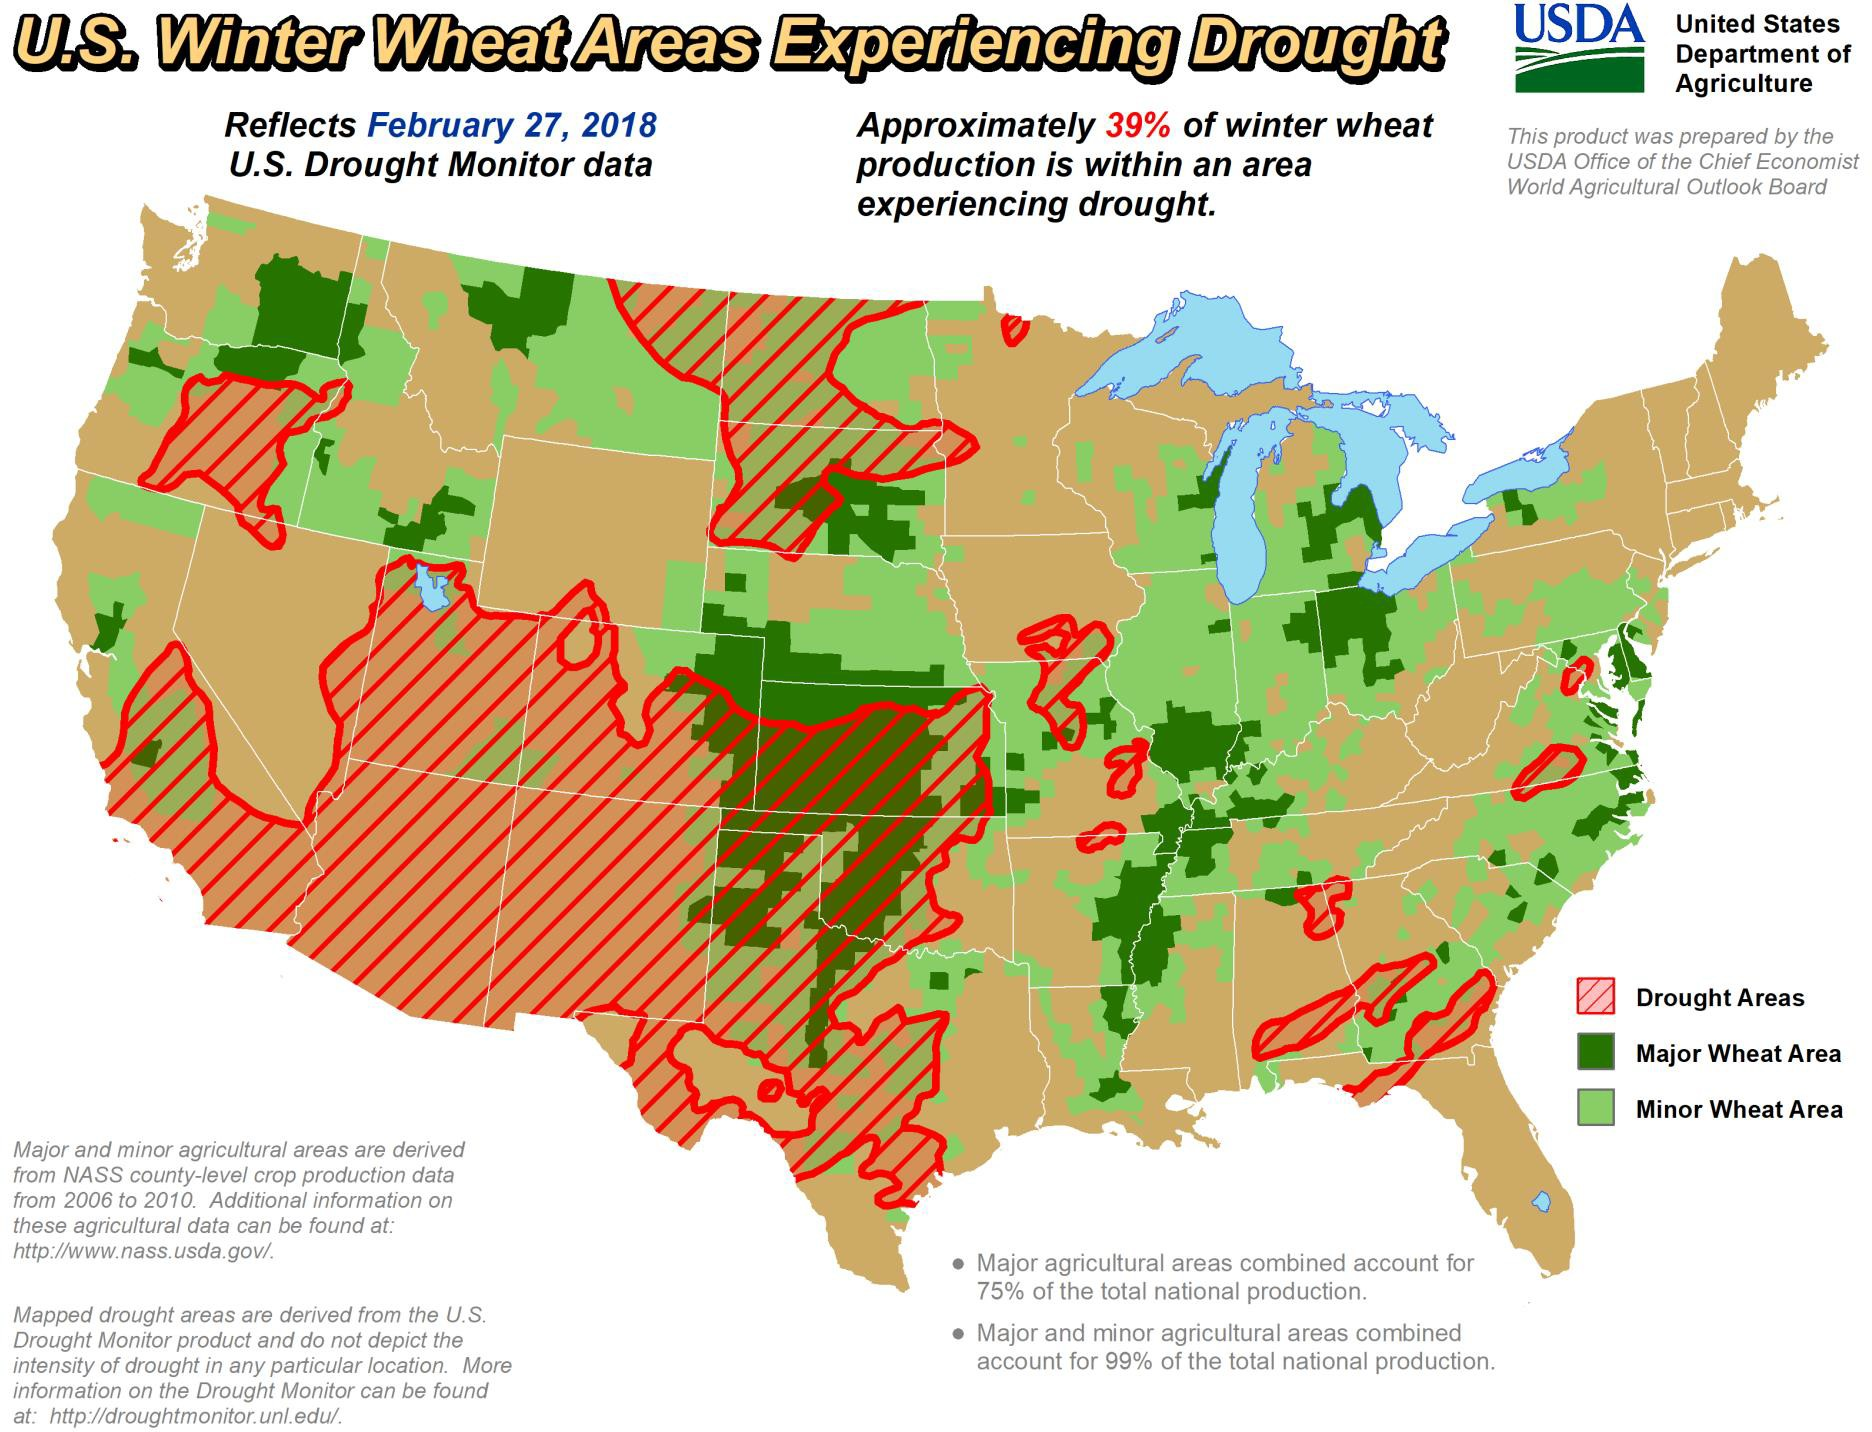 U.S. Winter Wheat Areas Experiencing Drought
USDA
United States
Department of
Agriculture
Reflects February 27, 2018
U.S. Drought Monitor data
Approximately 39% of winter wheat
production is within an area
experiencing drought.
This product was prepared by the
USDA Office of the Chief Economist
World Agricultural Outlook Board
Drought Areas
Major Wheat Area
Minor Wheat Area
Major and minor agricultural areas are derived
from NASS county-level crop production data
from 2006 to 2010.  Additional information on
these agricultural data can be found at:
http://www.nass.usda.gov/.
Mapped drought areas are derived from the U.S.
Drought Monitor product and do not depict the
intensity of drought in any particular location.  More
information on the Drought Monitor can be found
at:  http://droughtmonitor.unl.edu/.
● Major agricultural areas combined account for
75% of the total national production.
● Major and minor agricultural areas combined
account for 99% of the total national production.